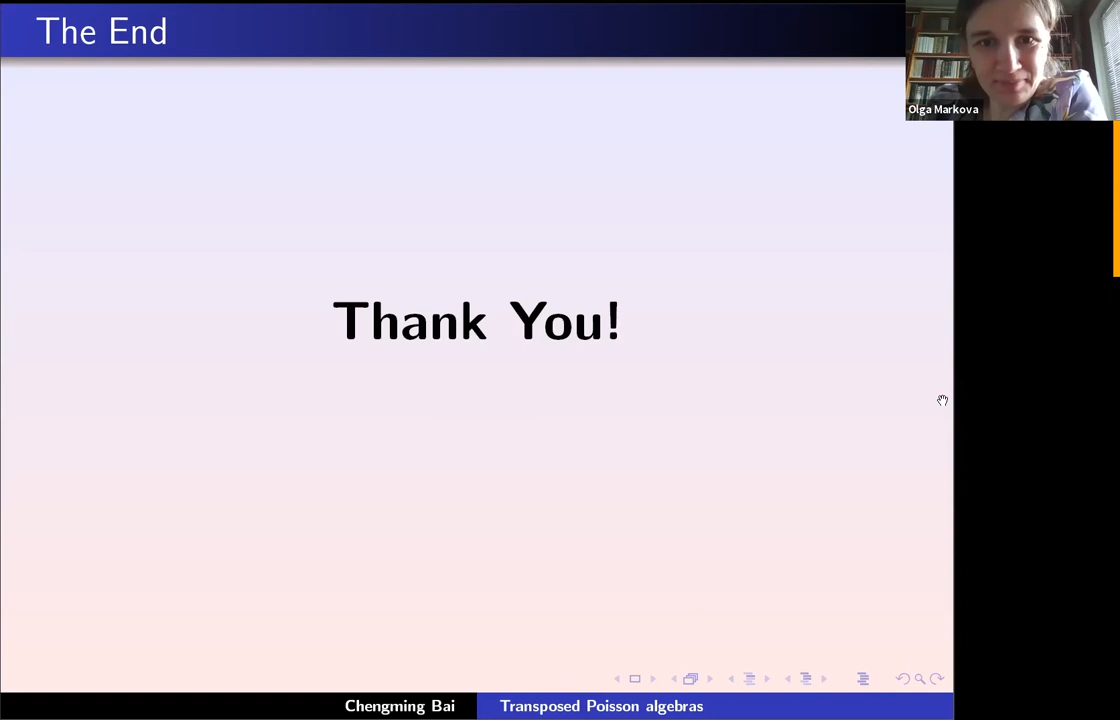 The End
Olga Markova
Thank You!
Chengming Bai
Transposed Poisson algebras